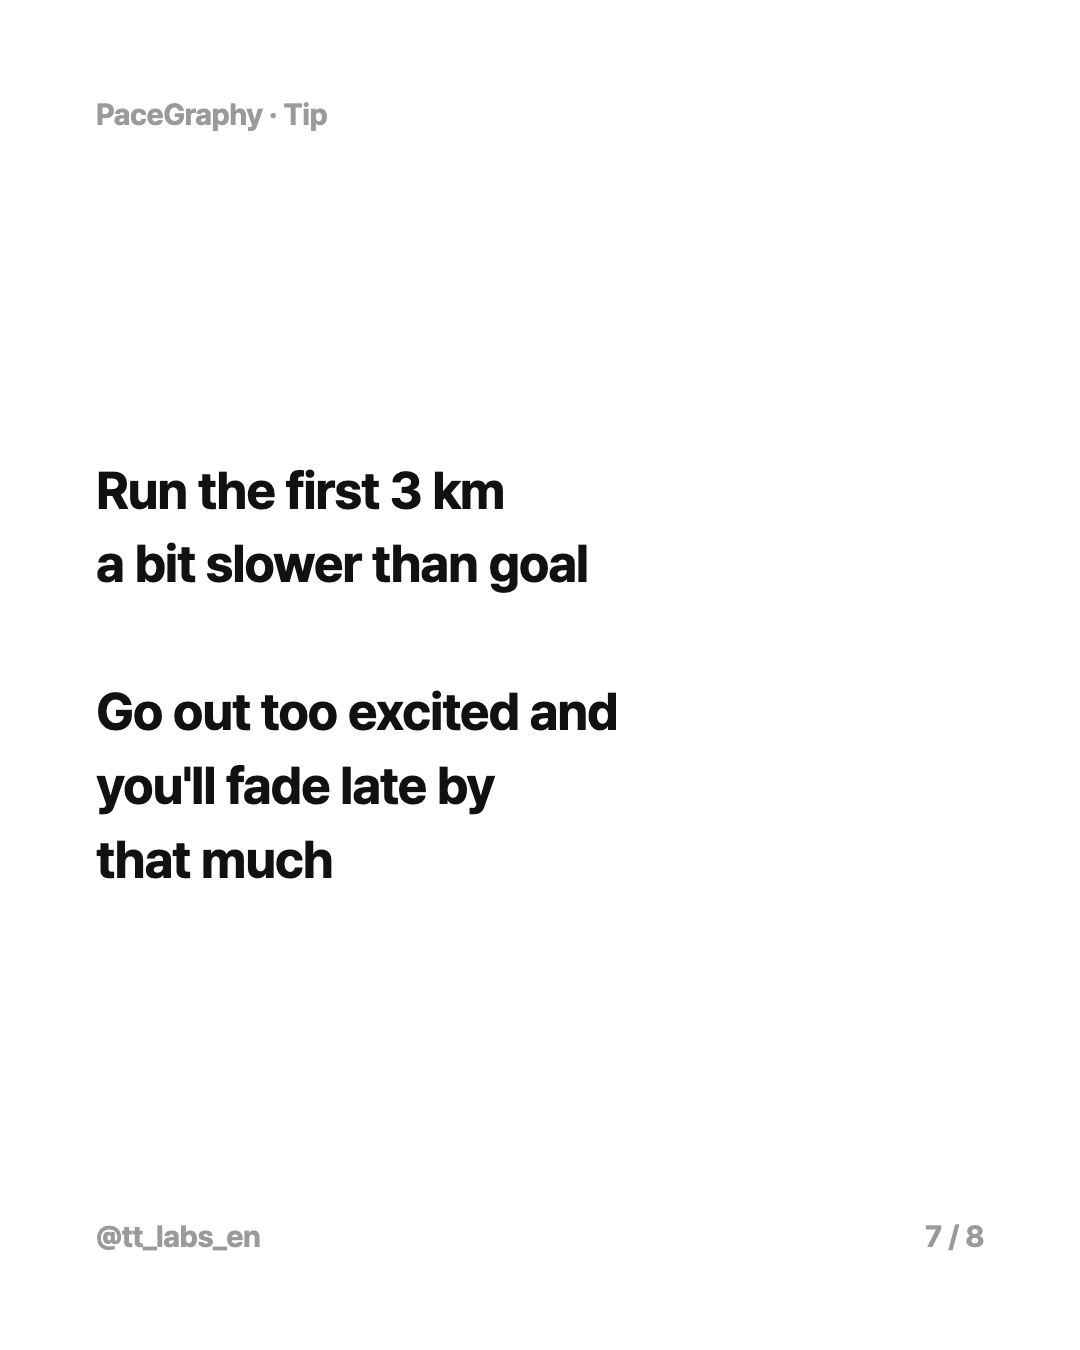 PaceGraphy · Tip
Run the first 3 km
a bit slower than goal
Go out too excited and
you'll fade late by
that much
@tt_labs_en
7 / 8